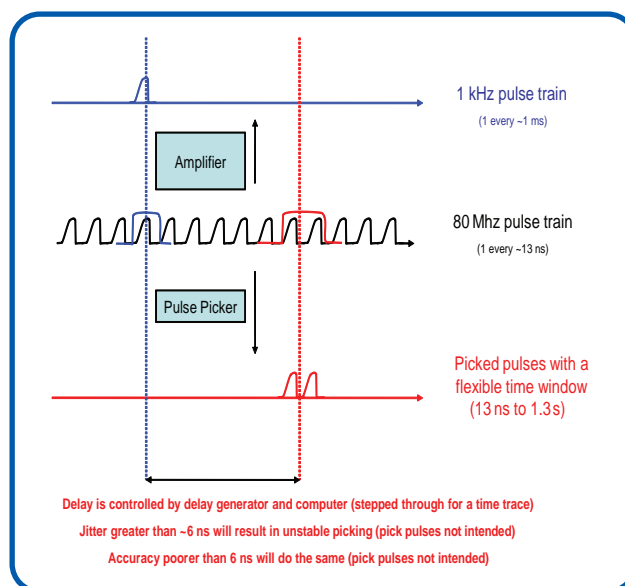 1 kHz pulse train
(1 every ~1 ms)
Amplifier
80 Mhz pulse train
(1 every ~13 ns)
Pulse Picker
Picked pulses with a
flexible time window
(13 ns to 1.3 s)
Delay is controlled by delay generator and computer (stepped through for a time trace)
Jitter greater than ~6 ns will result in unstable picking (pick pulses not intended)
Accuracy poorer than 6 ns will do the same (pick pulses not intended)